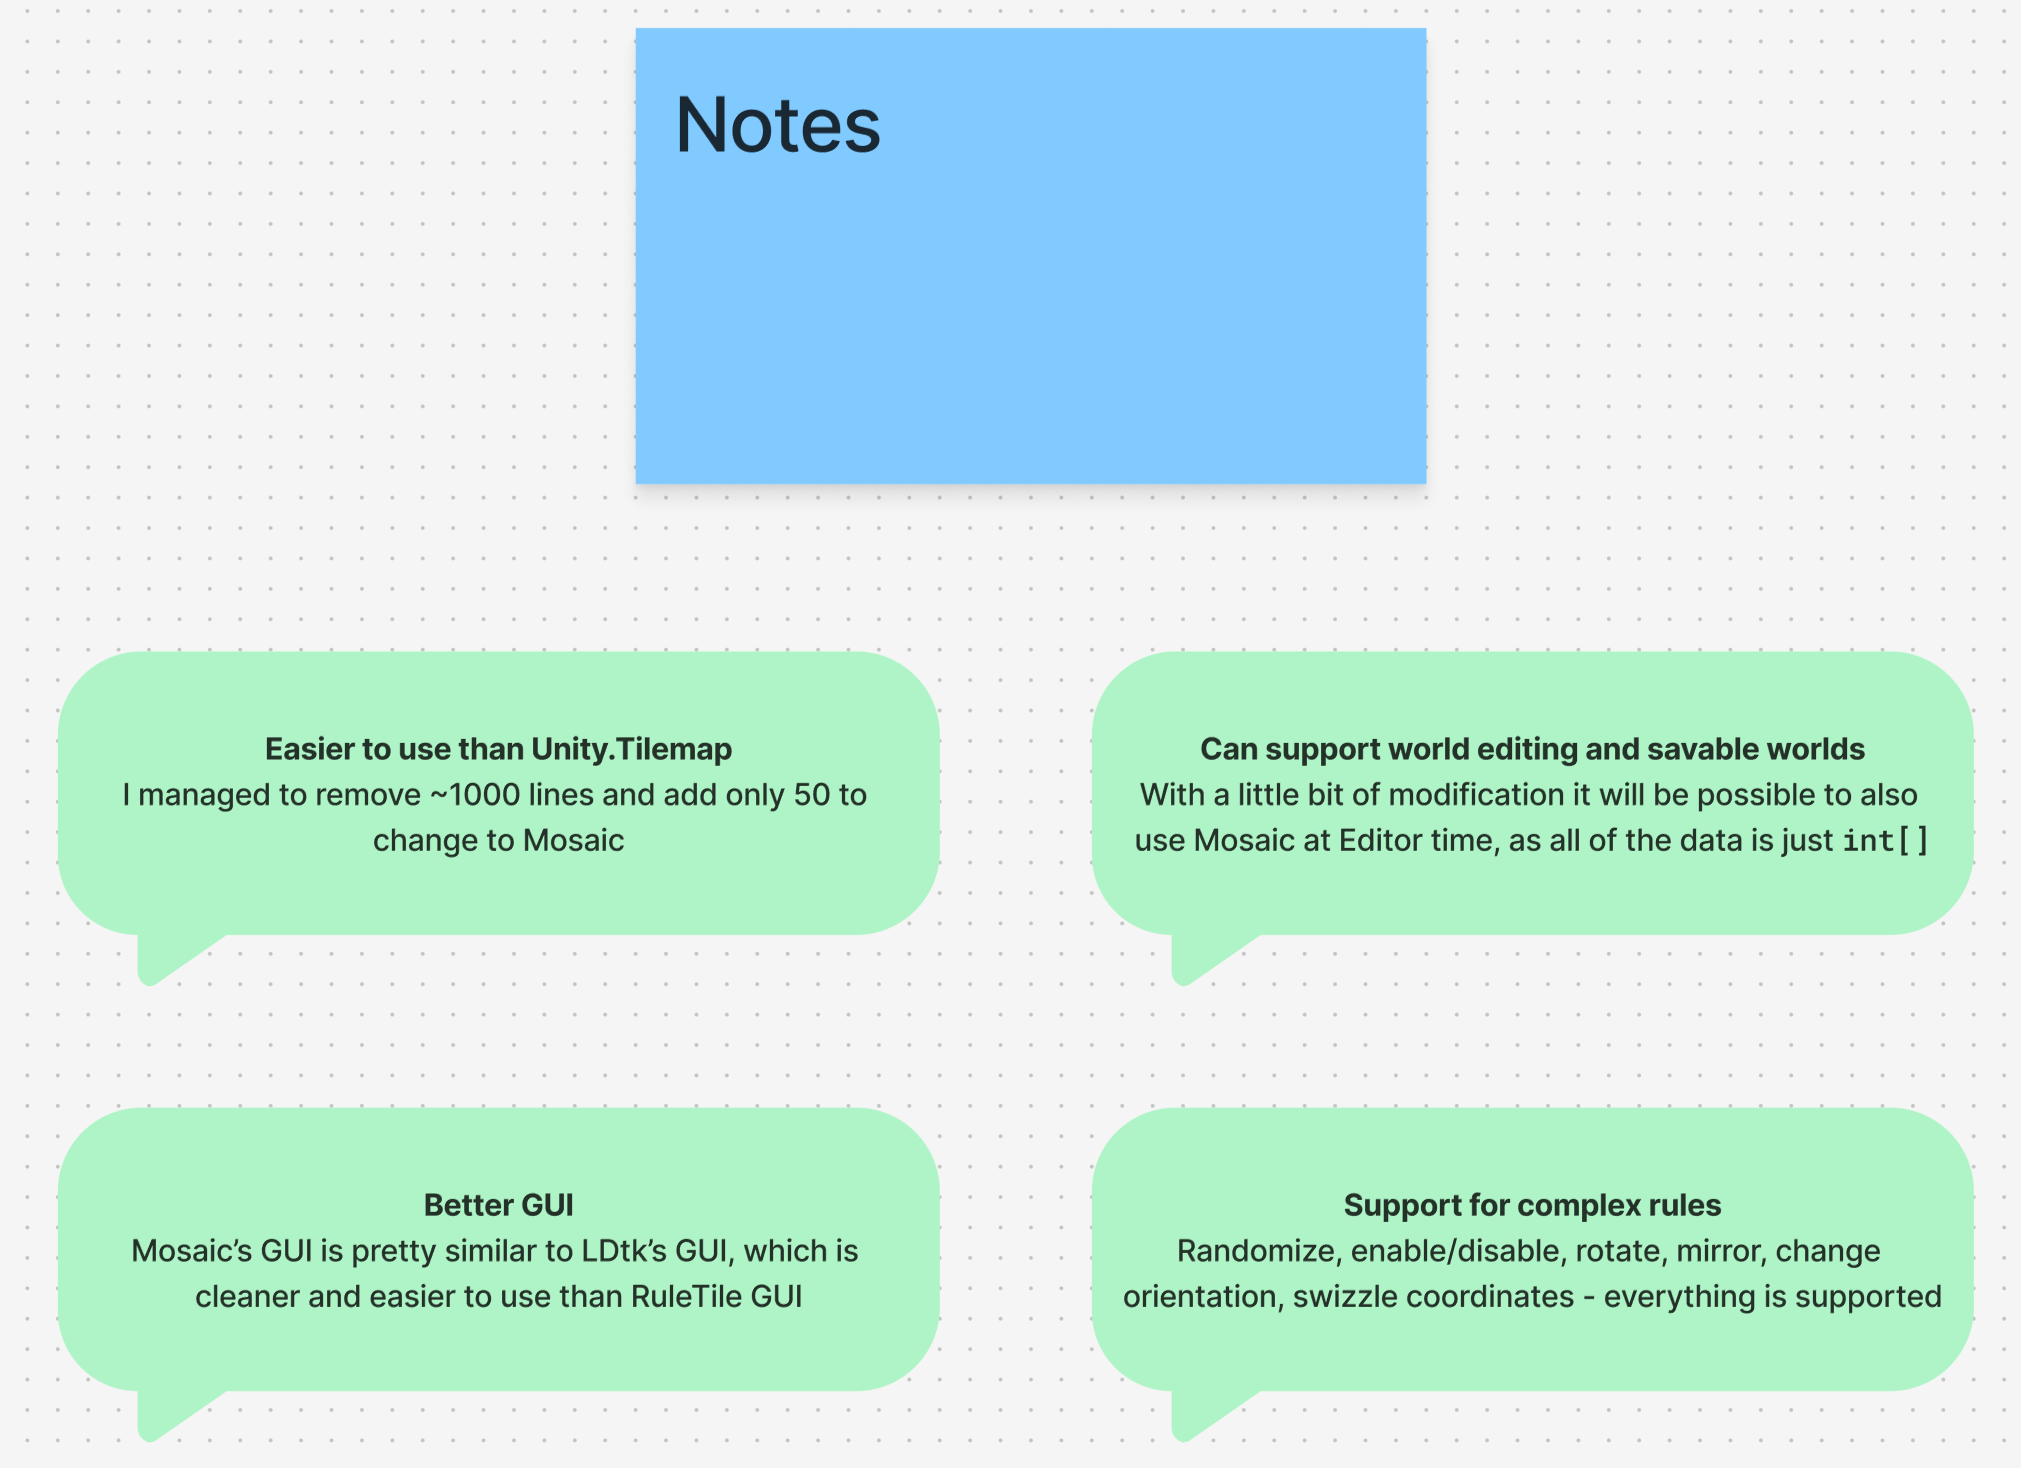 Notes
Easier to use than Unity.Tilemap
I managed to remove ~1000 lines and add only 50 to
change to Mosaic
Can support world editing and savable worlds
With a little bit of modification it will be possible to also
use Mosaic at Editor time, as all of the data is just int[]
Better GUI
Mosaic’s GUI is pretty similar to LDtk’s GUI, which is
cleaner and easier to use than RuleTile GUI
Support for complex rules
Randomize, enable/disable, rotate, mirror, change
orientation, swizzle coordinates - everything is supported